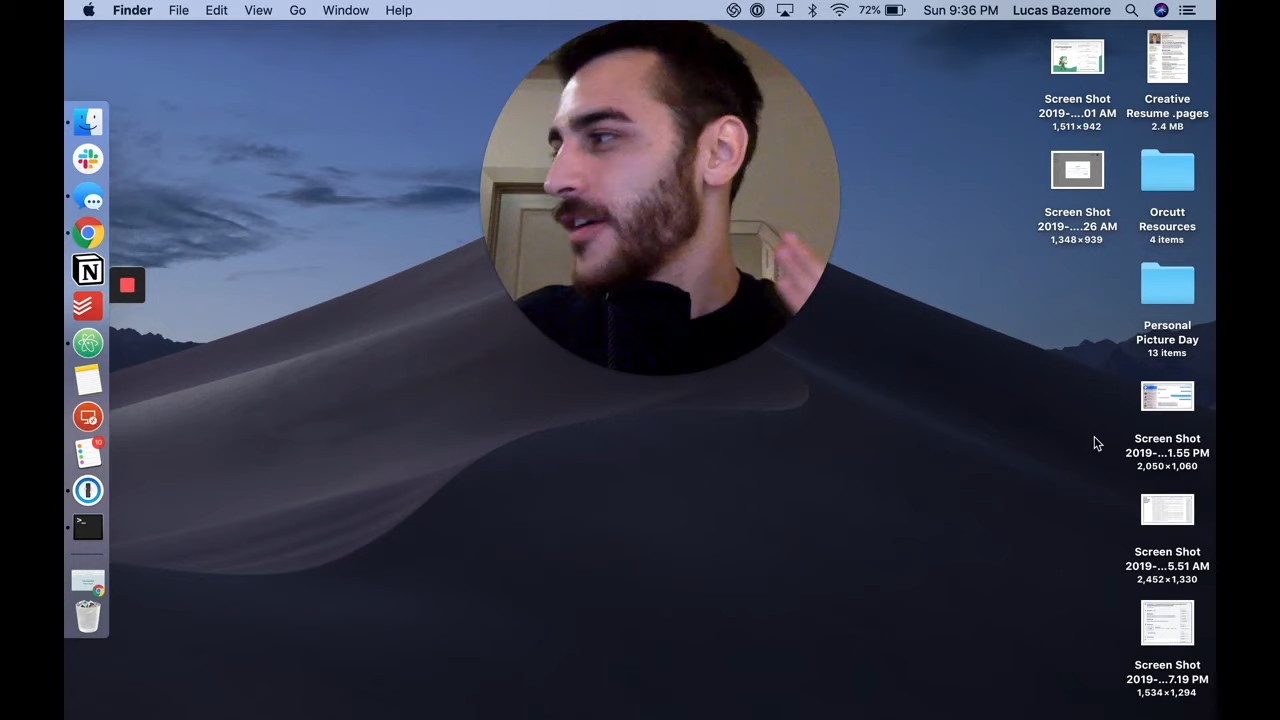 Finder File Edit View Go Window Help 72% Sun 9:36 PM Lucas Bazemore
Screen Shot
2019-....01 AM
1,511×942
Creative
Resume .pages
2.4 MB
Screen Shot
2019-....26 AM
1,348×939
Orcutt
Resources
4 items
Personal
Picture Day
13 items
Screen Shot
2019-...1.55 PM
2,050×1,060
Screen Shot
2019-...5.51 AM
2,452×1,330
Screen Shot
2019-...7.19 PM
1,534×1,294
N
10
>_